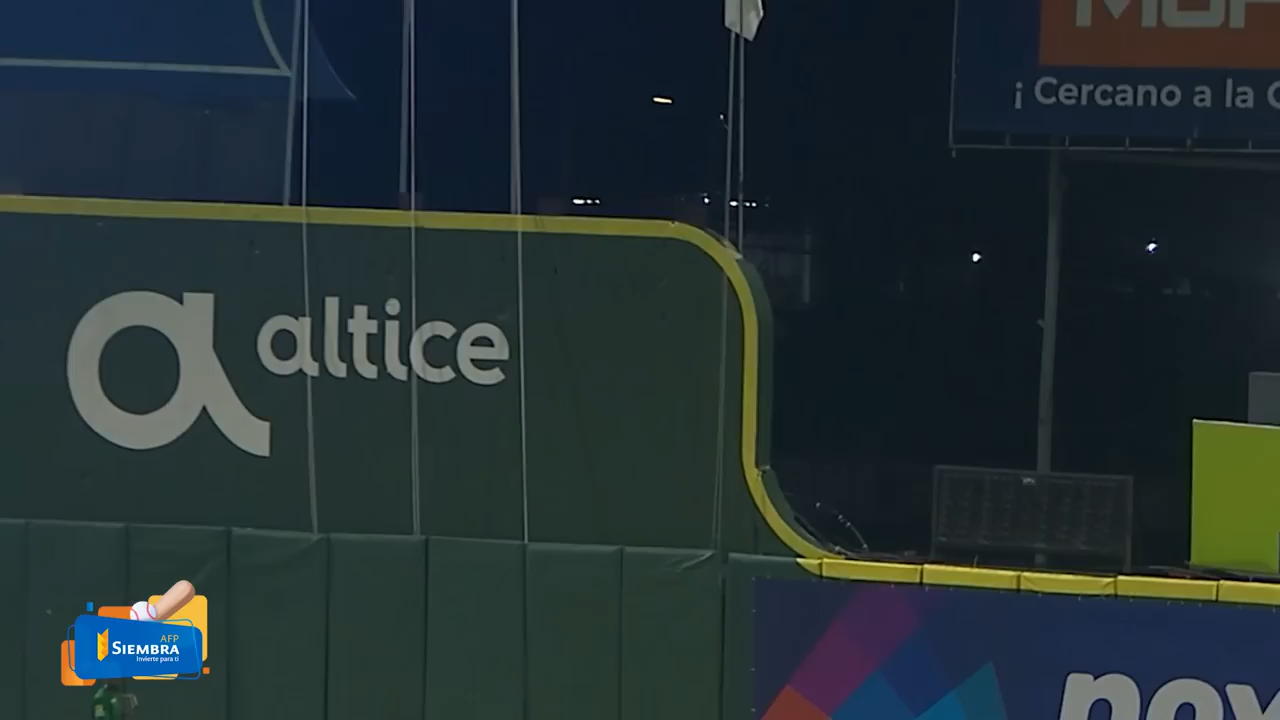 ¡ Cercano a la
altice
AFP
SIEMBRA
Invierte para ti